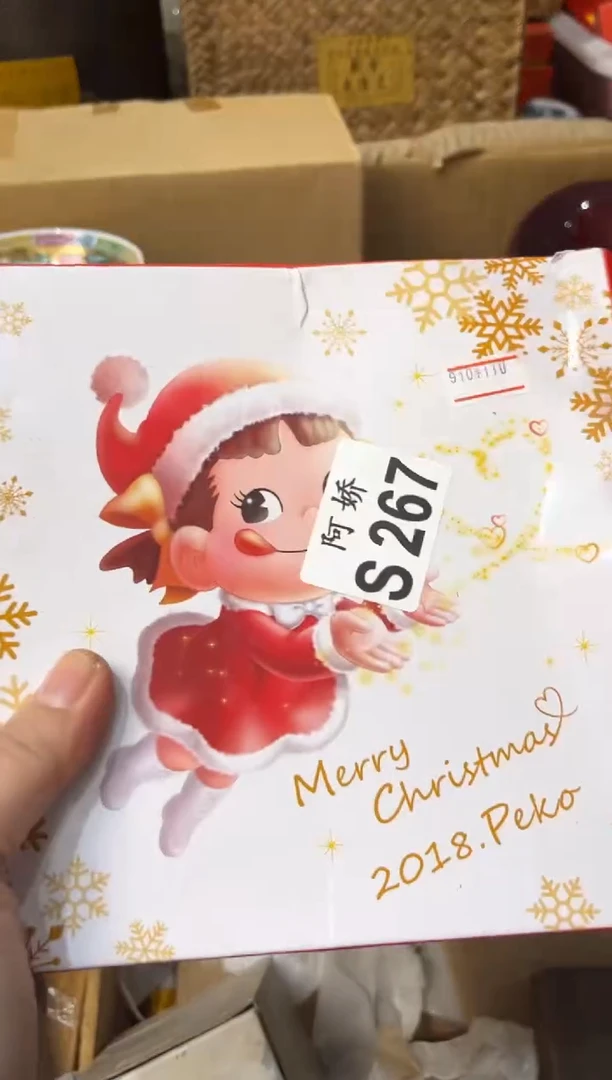 阿娇
S 267
Merry
Christmas
2018.Peko